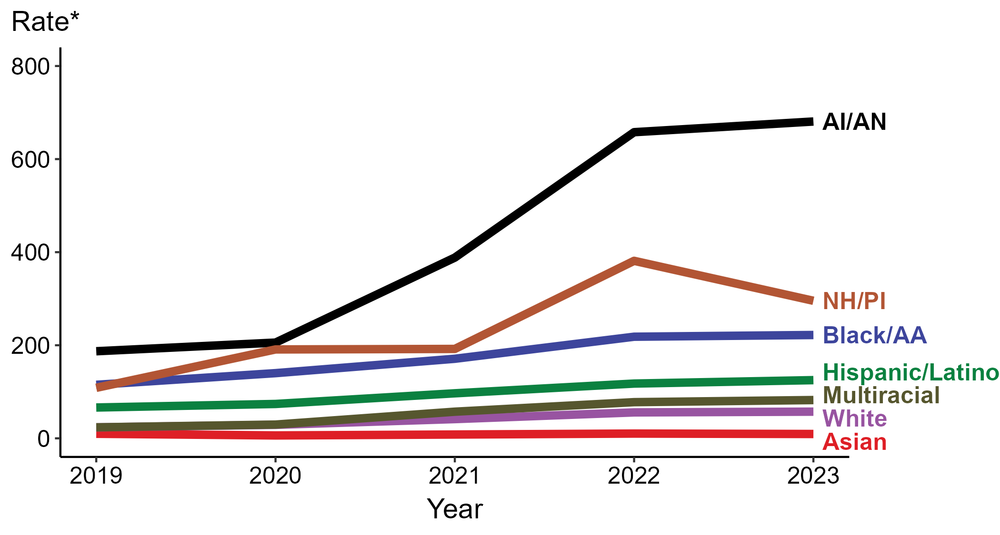 Rate*
800
600
400
200
0
AI/AN
NH/PI
Black/AA
Hispanic/Latino
Multiracial
White
Asian
2019 2020 2021 2022 2023
Year